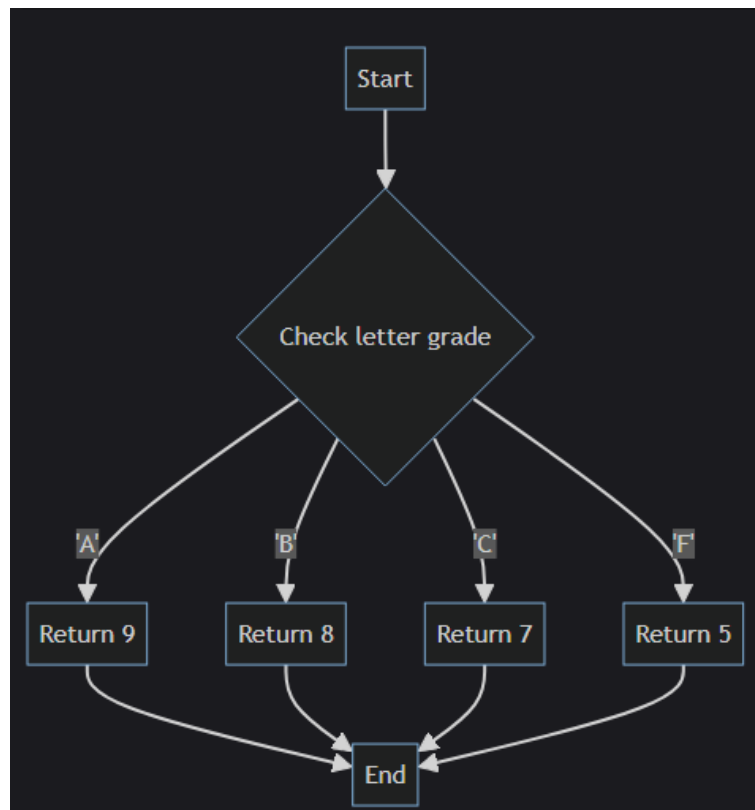 Start
Check letter grade
'A'
'B'
'C'
'F'
Return 9
Return 8
Return 7
Return 5
End